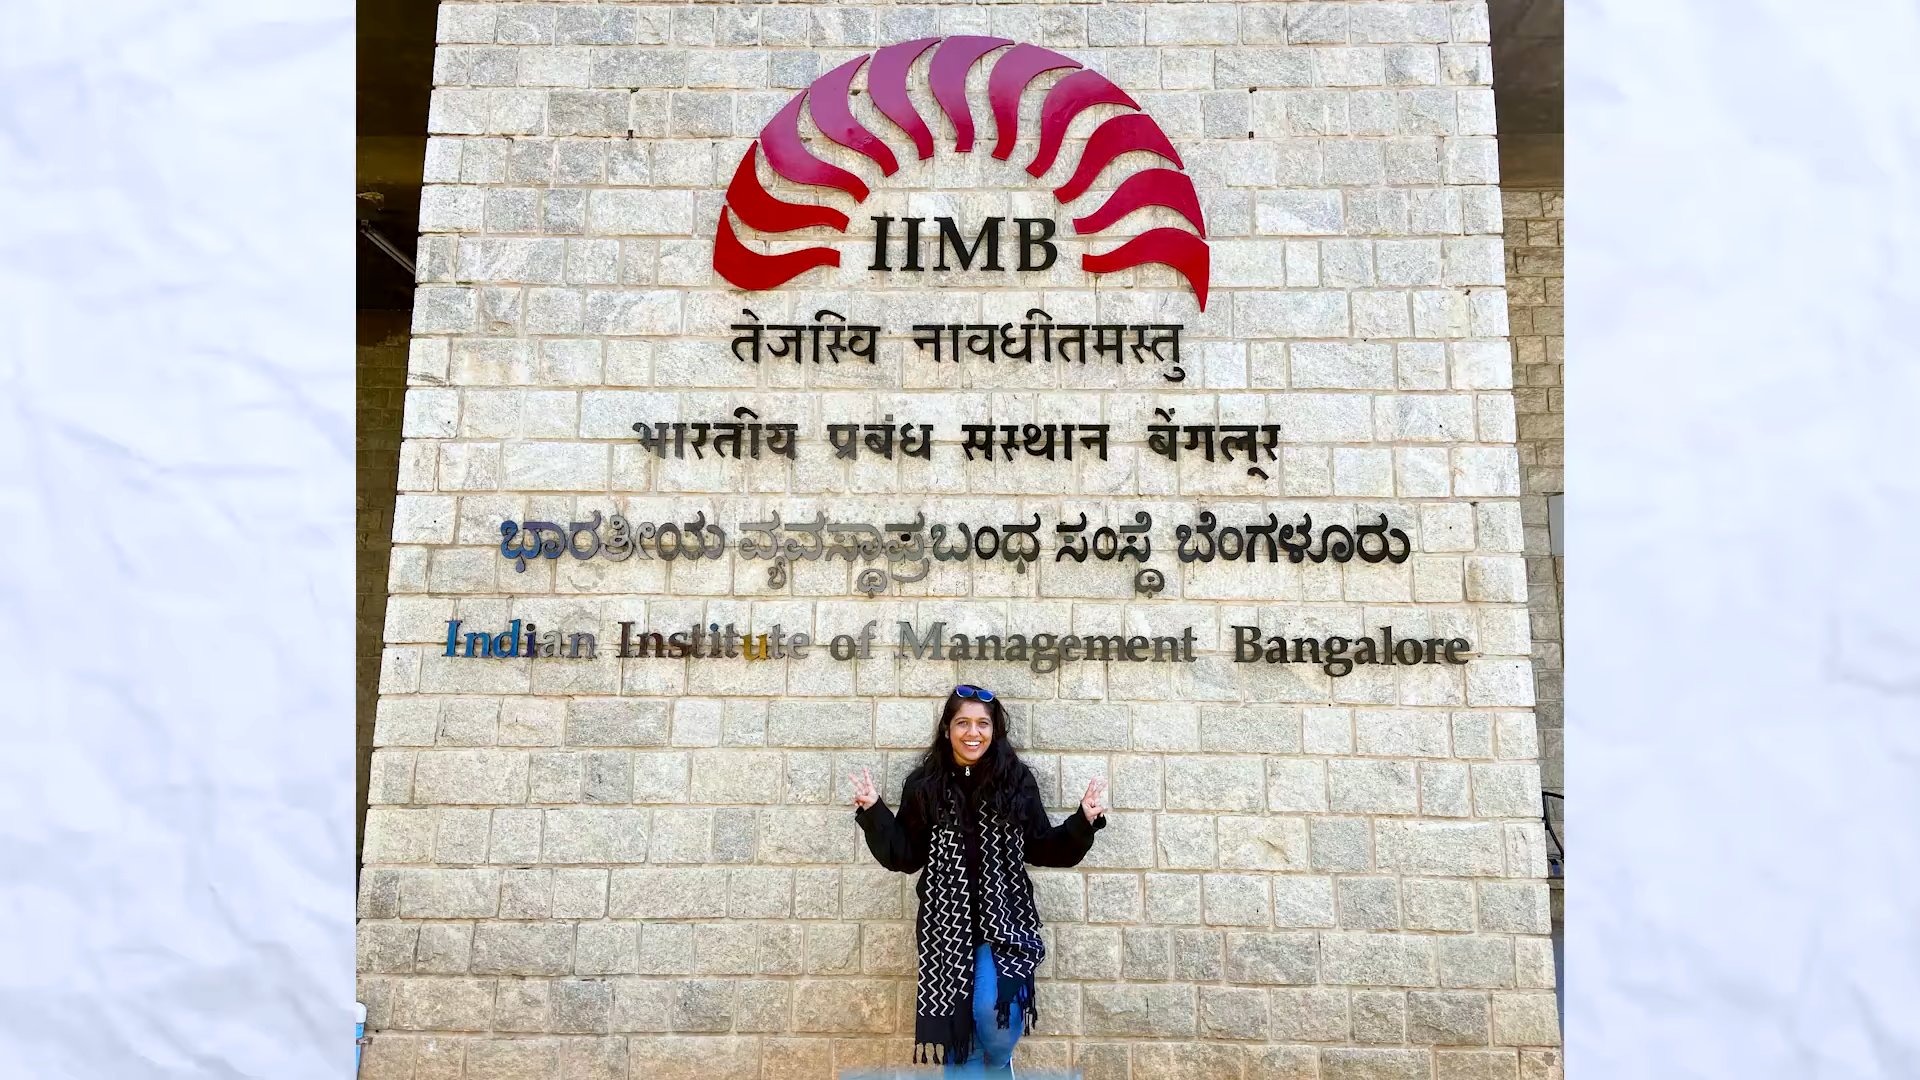 IIMB
तेजस्वि नावधीतमस्तु
भारतीय प्रबंध संस्थान बेंगलूर
ಭಾರತೀಯ ವ್ಯವಸ್ಥಾಪ್ರಬಂಧ ಸಂಸ್ಥೆ ಬೆಂಗಳೂರು
Indian Institute of Management Bangalore